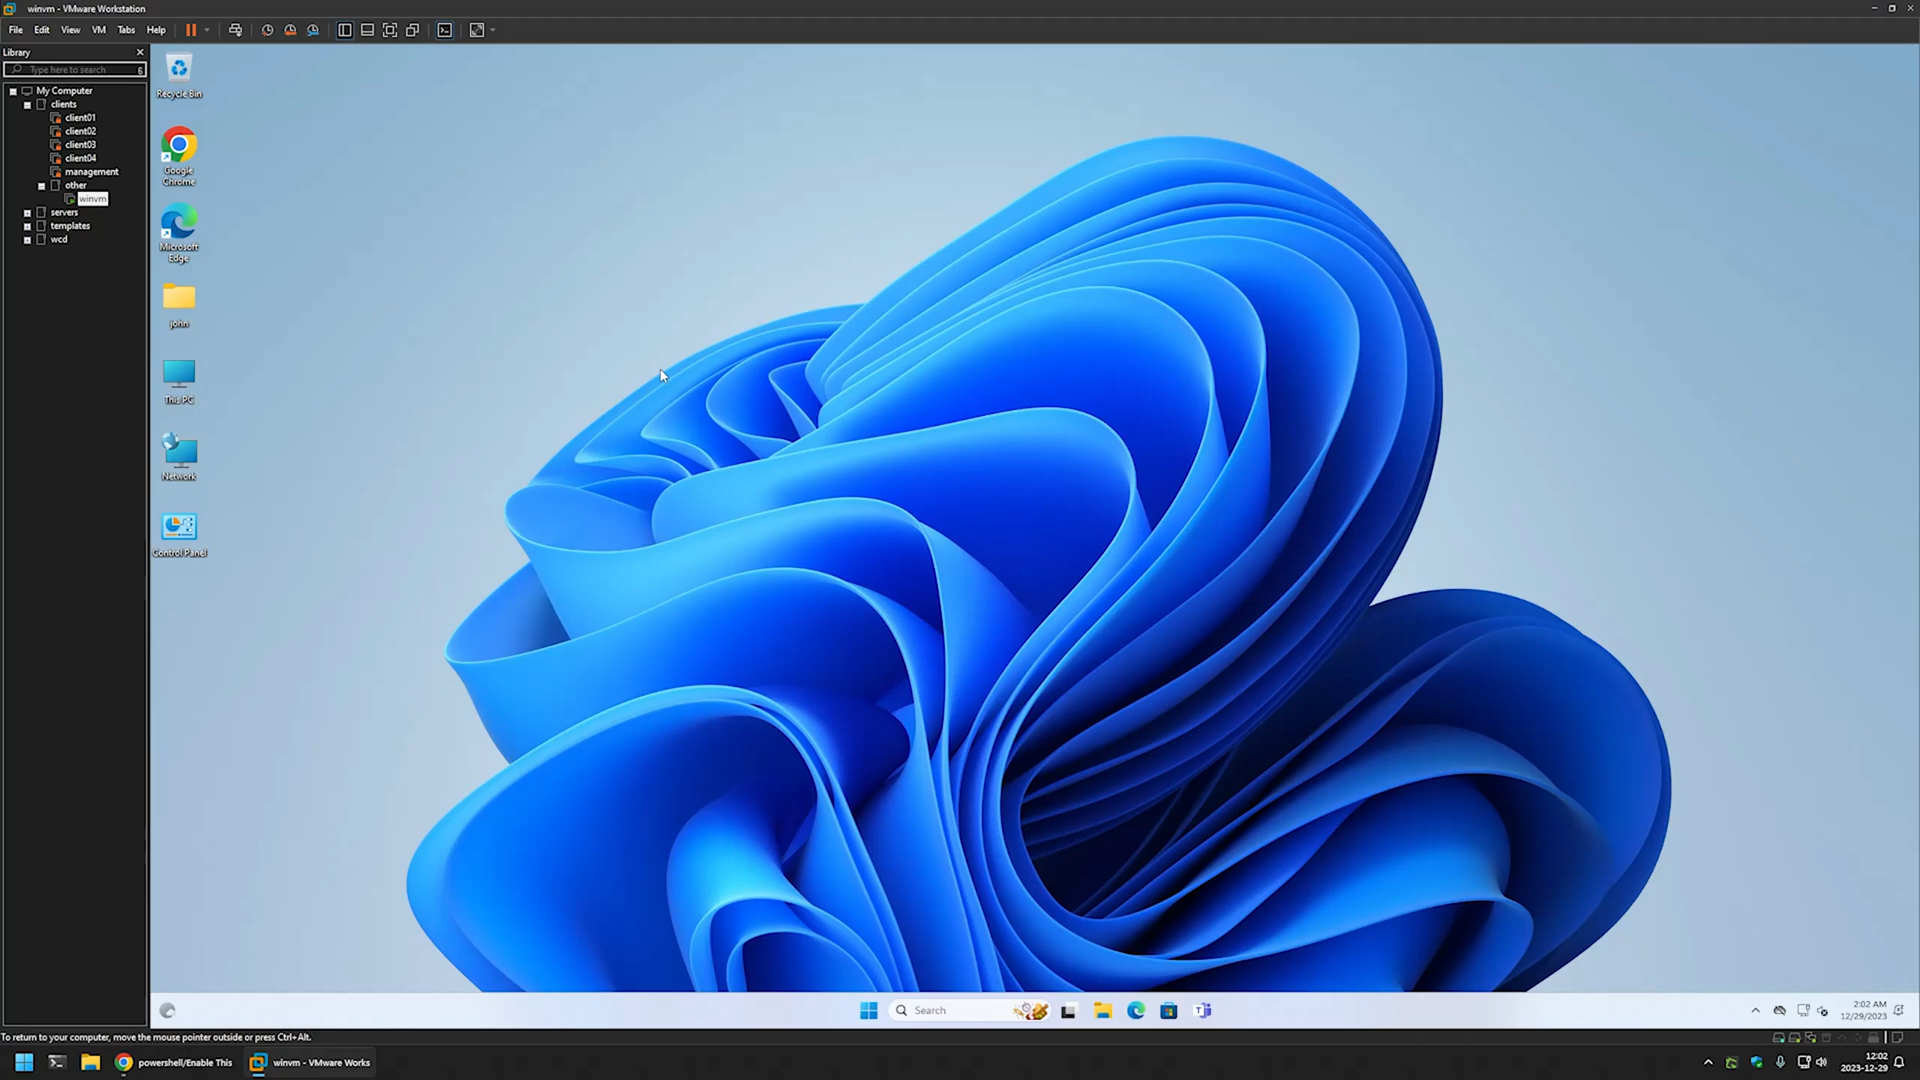 winvm - VMware Workstation
File Edit View VM Tabs Help
Library
Type here to search
My Computer
clients
client01
client02
client03
client04
management
other
winvm
servers
templates
wcd
Recycle Bin
Google
Chrome
Microsoft
Edge
john
This PC
Network
Control Panel
Search
2:02 AM
12/29/2023
To return to your computer, move the mouse pointer outside or press Ctrl+Alt.
powershell/Enable This
winvm - VMware Works
12:02
2023-12-29